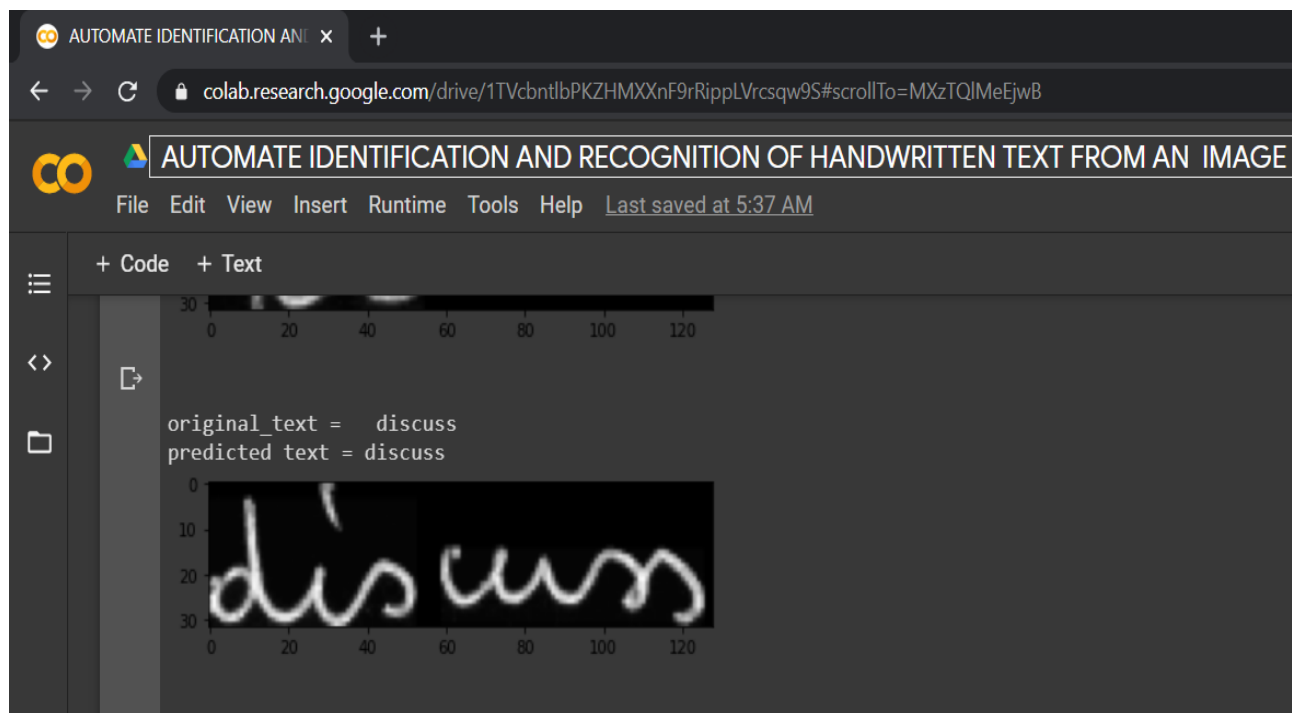 AUTOMATE IDENTIFICATION AND
colab.research.google.com/drive/1TVcbntlbPKZHMXXnF9rRippLVrcsqw9S#scrollTo=MXzTQlMeEjwB
CO AUTOMATE IDENTIFICATION AND RECOGNITION OF HANDWRITTEN TEXT FROM AN IMAGE
File Edit View Insert Runtime Tools Help Last saved at 5:37 AM
+ Code + Text
30
0 20 40 60 80 100 120
original_text = discuss
predicted text = discuss
0
10
20
30
discuss
0 20 40 60 80 100 120